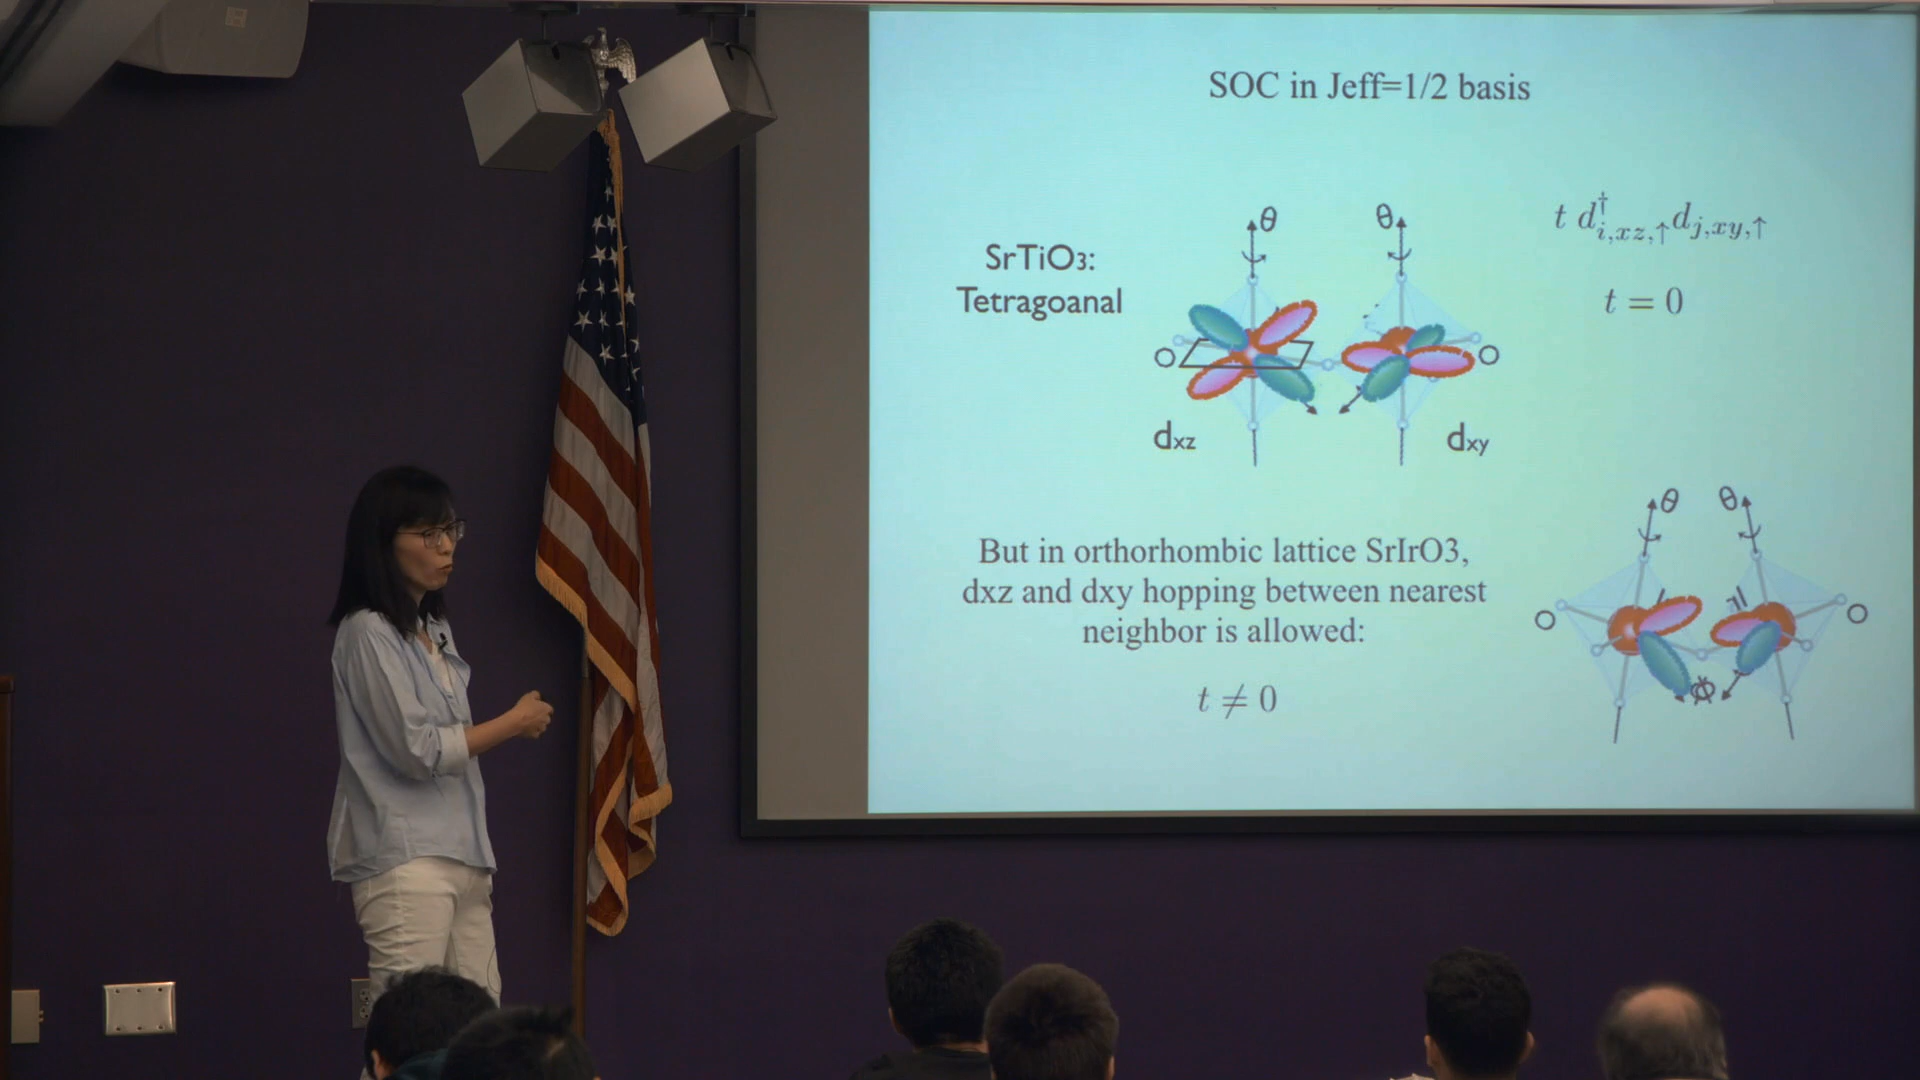 SOC in Jeff=1/2 basis
SrTiO3:
Tetragoanal
θ θ
O O
dxz dxy
t d†i,xz,↑dj,xy,↑
t = 0
But in orthorhombic lattice SrIrO3,
dxz and dxy hopping between nearest
neighbor is allowed:
t ≠ 0
θ θ
O O